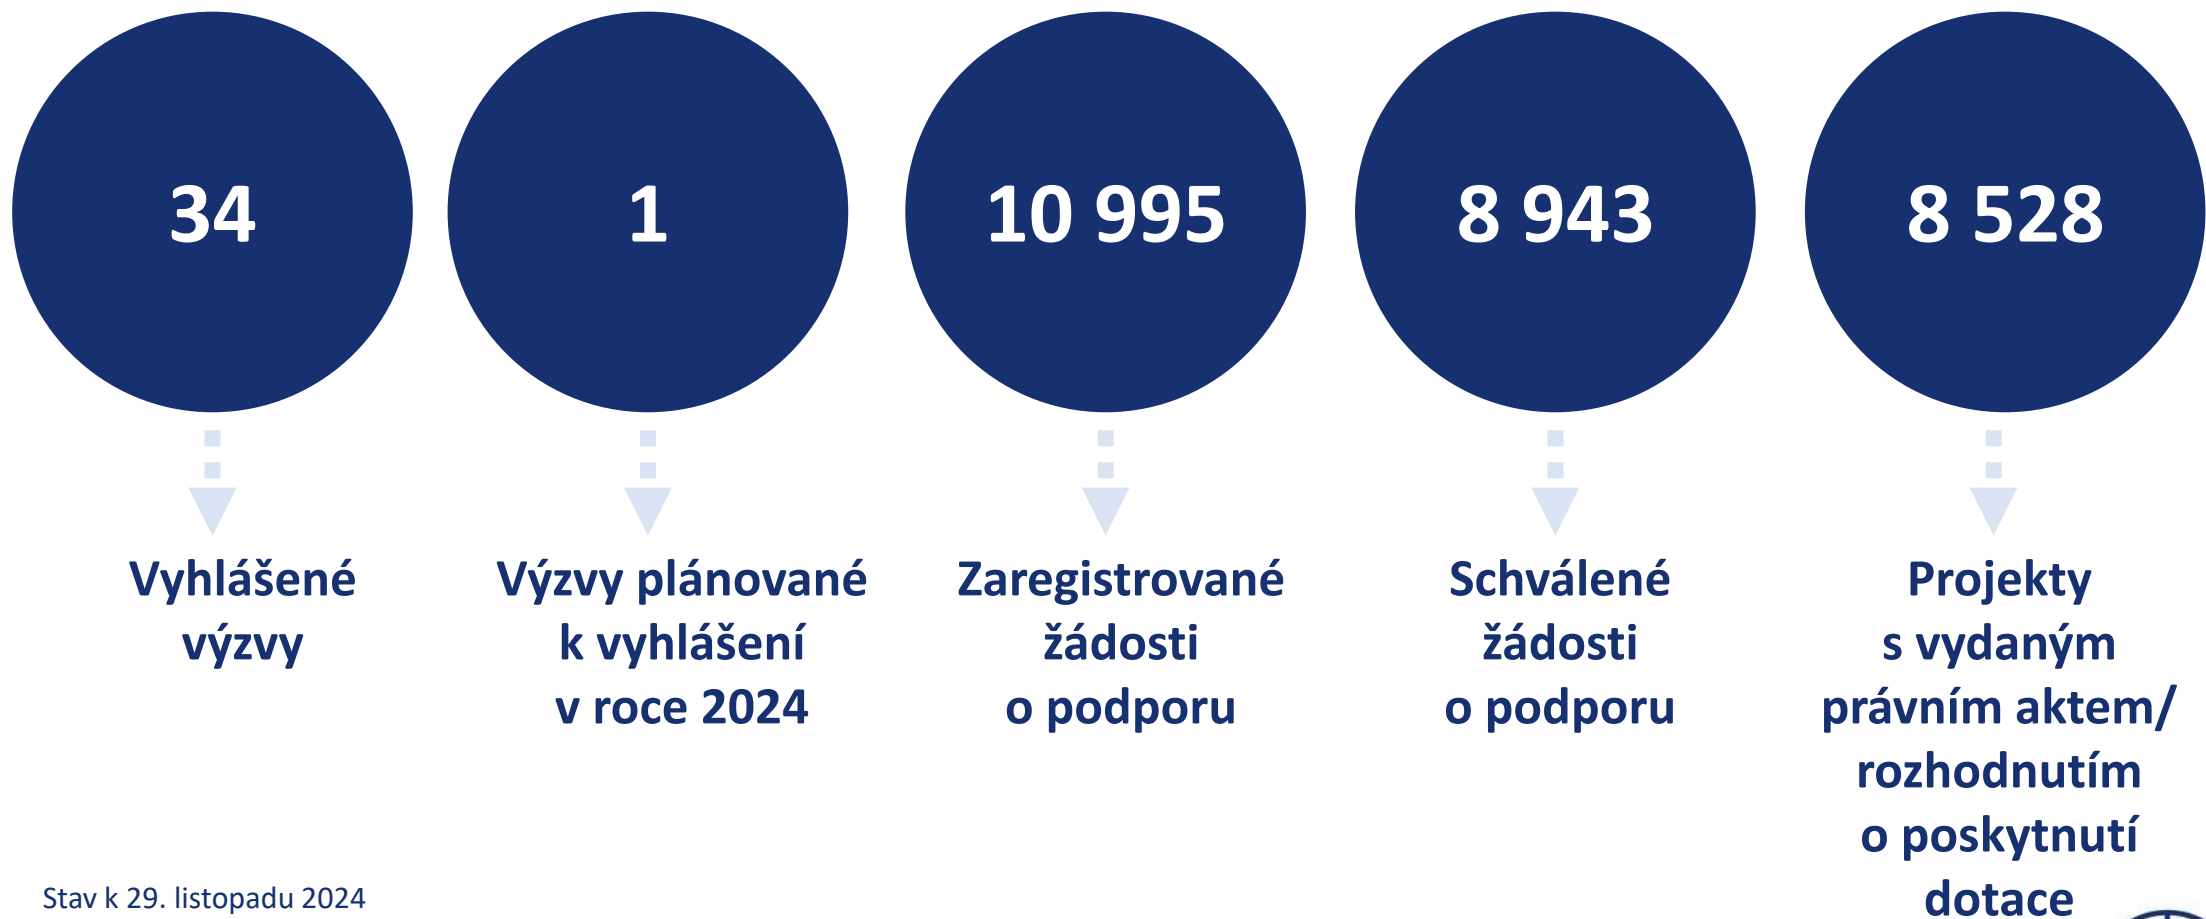 34
1
10 995
8 943
8 528
Vyhlášené
výzvy
Výzvy plánované
k vyhlášení
v roce 2024
Zaregistrované
žádosti
o podporu
Schválené
žádosti
o podporu
Projekty
s vydaným
právním aktem/
rozhodnutím
o poskytnutí
dotace
Stav k 29. listopadu 2024